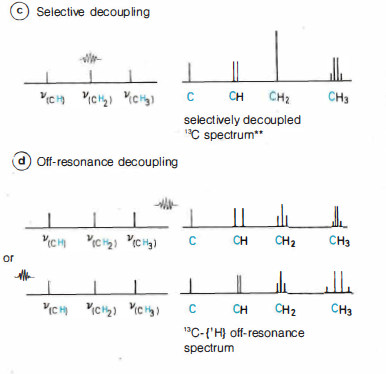 c Selective decoupling
ν(CH) ν(CH₂) ν(CH₃) C CH CH₂ CH₃
selectively decoupled
¹³C spectrum**
d Off-resonance decoupling
ν(CH) ν(CH₂) ν(CH₃) C CH CH₂ CH₃
or
ν(CH) ν(CH₂) ν(CH₃) C CH CH₂ CH₃
¹³C-{¹H} off-resonance
spectrum